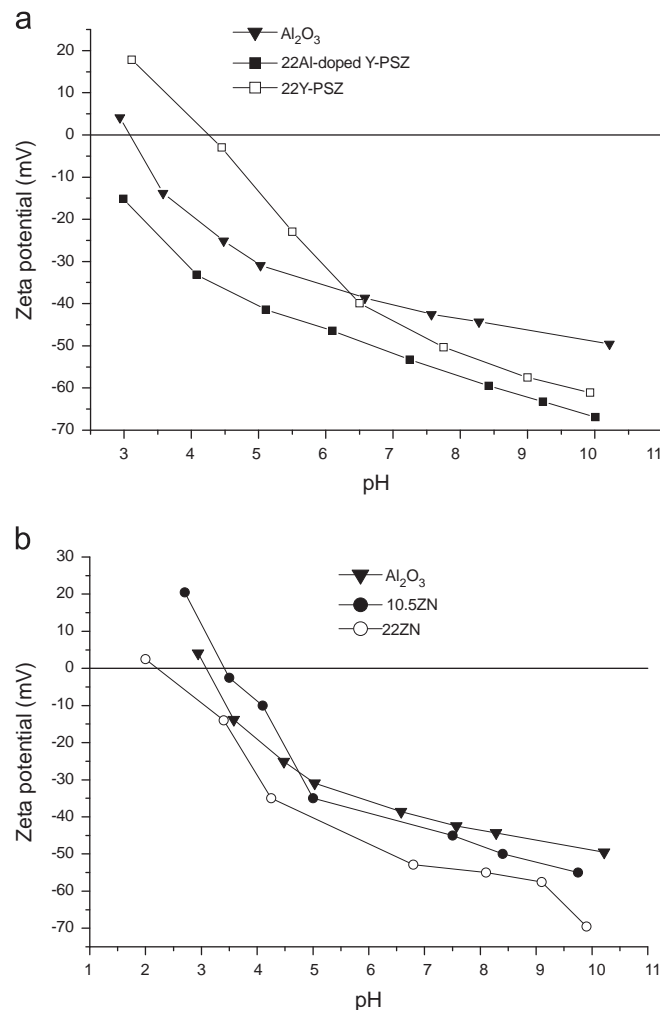 a
Al₂O₃
22Al-doped Y-PSZ
22Y-PSZ
20
10
0
-10
-20
-30
-40
-50
-60
-70
Zeta potential (mV)
3 4 5 6 7 8 9 10 11
pH
b
Al₂O₃
10.5ZN
22ZN
30
20
10
0
-10
-20
-30
-40
-50
-60
-70
Zeta potential (mV)
1 2 3 4 5 6 7 8 9 10 11
pH